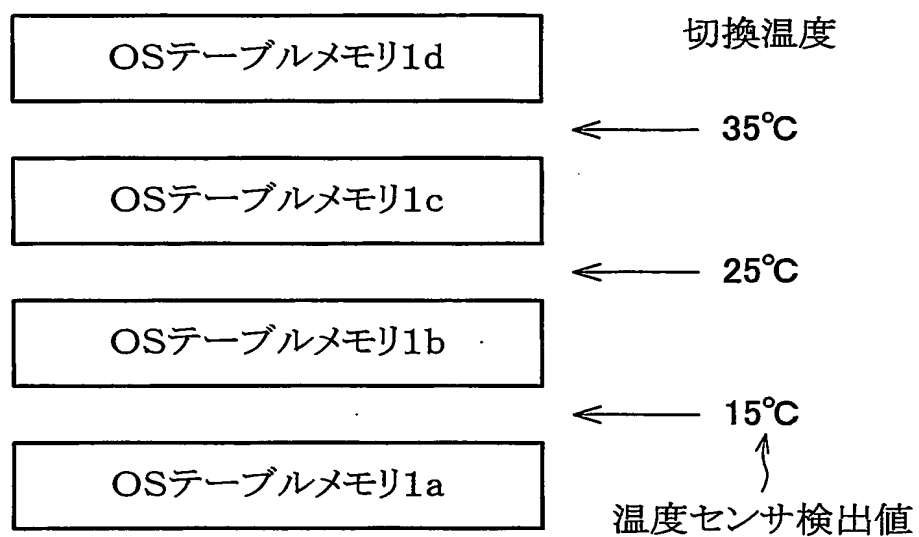 切換温度
OSテーブルメモリ1d
35℃
OSテーブルメモリ1c
25℃
OSテーブルメモリ1b
15℃
OSテーブルメモリ1a
温度センサ検出値